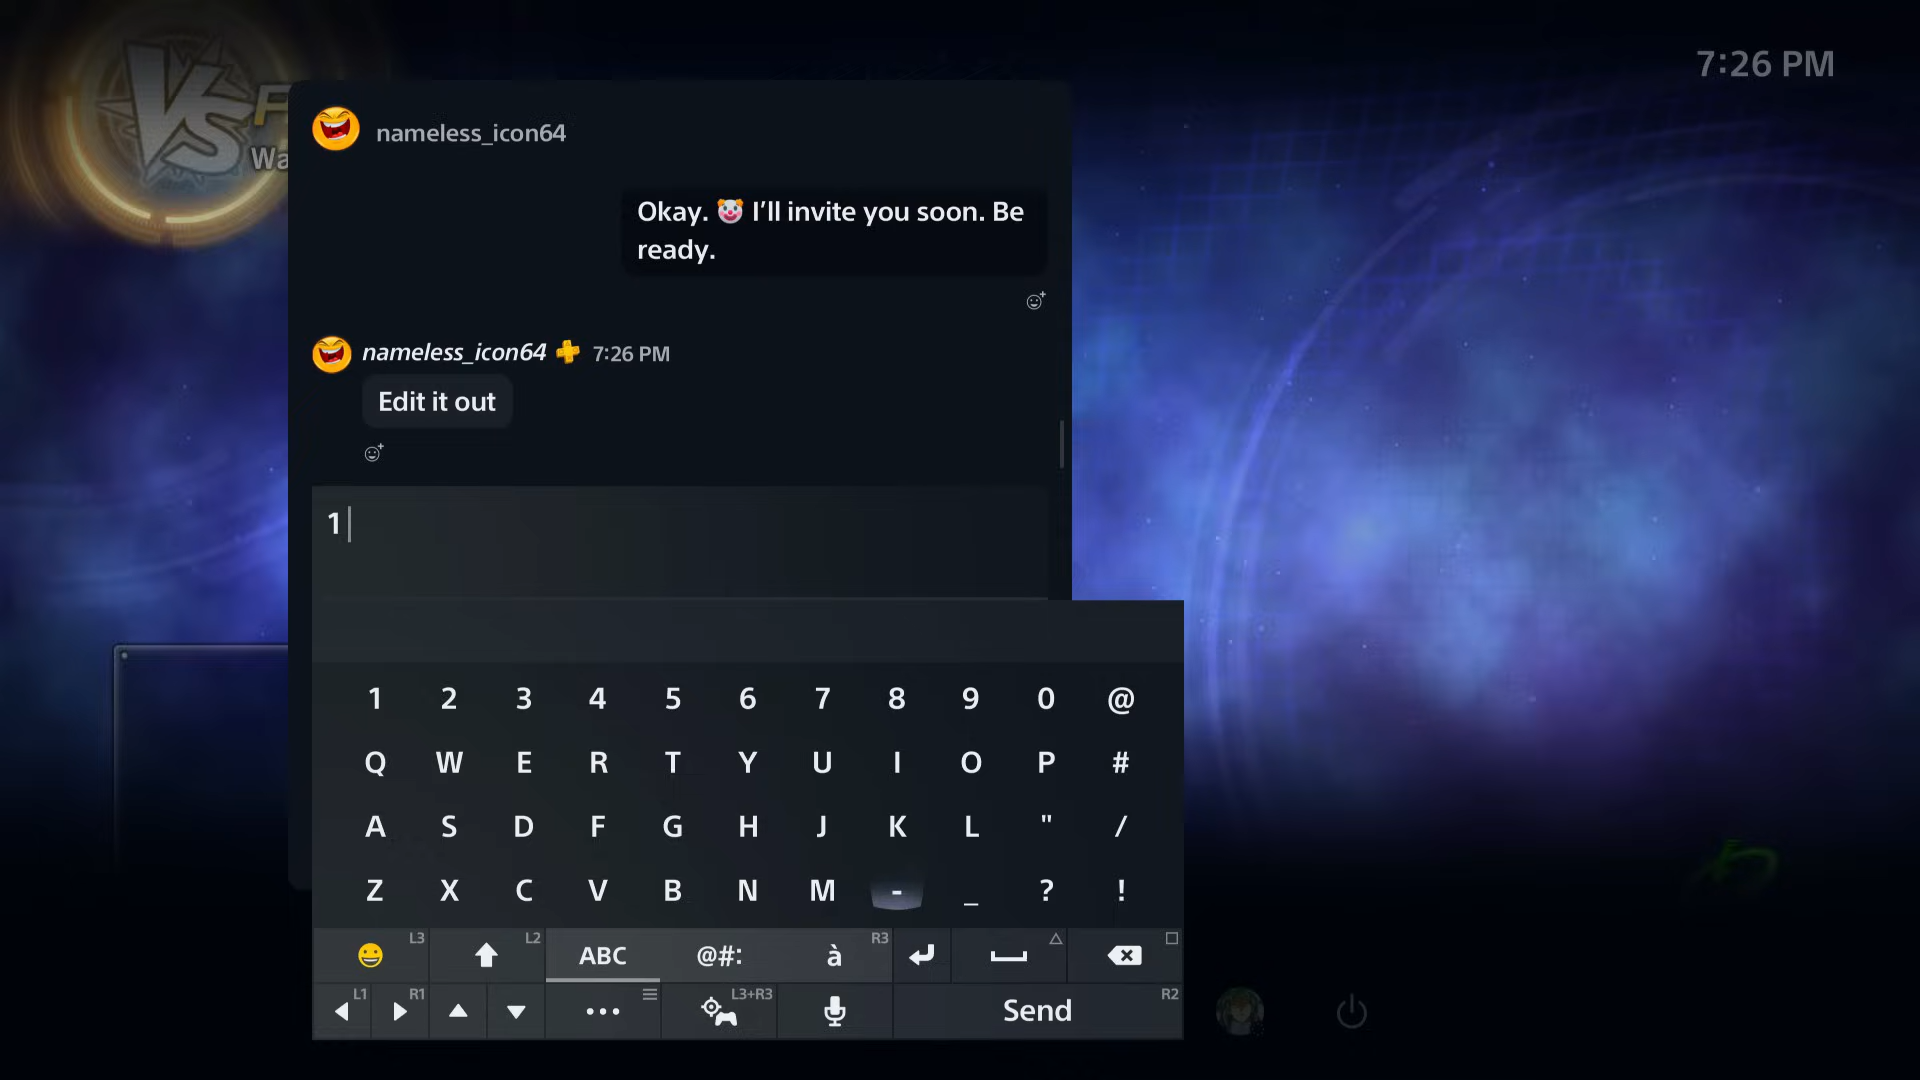 7:26 PM
VS
Wa
nameless_icon64
Okay. 🤡 I’ll invite you soon. Be
ready.
nameless_icon64 7:26 PM
Edit it out
1
1 2 3 4 5 6 7 8 9 0 @
Q W E R T Y U I O P #
A S D F G H J K L " /
Z X C V B N M - _ ? !
L3 L2 ABC @#: à R3
L1 R1 ... L3+R3 Send R2